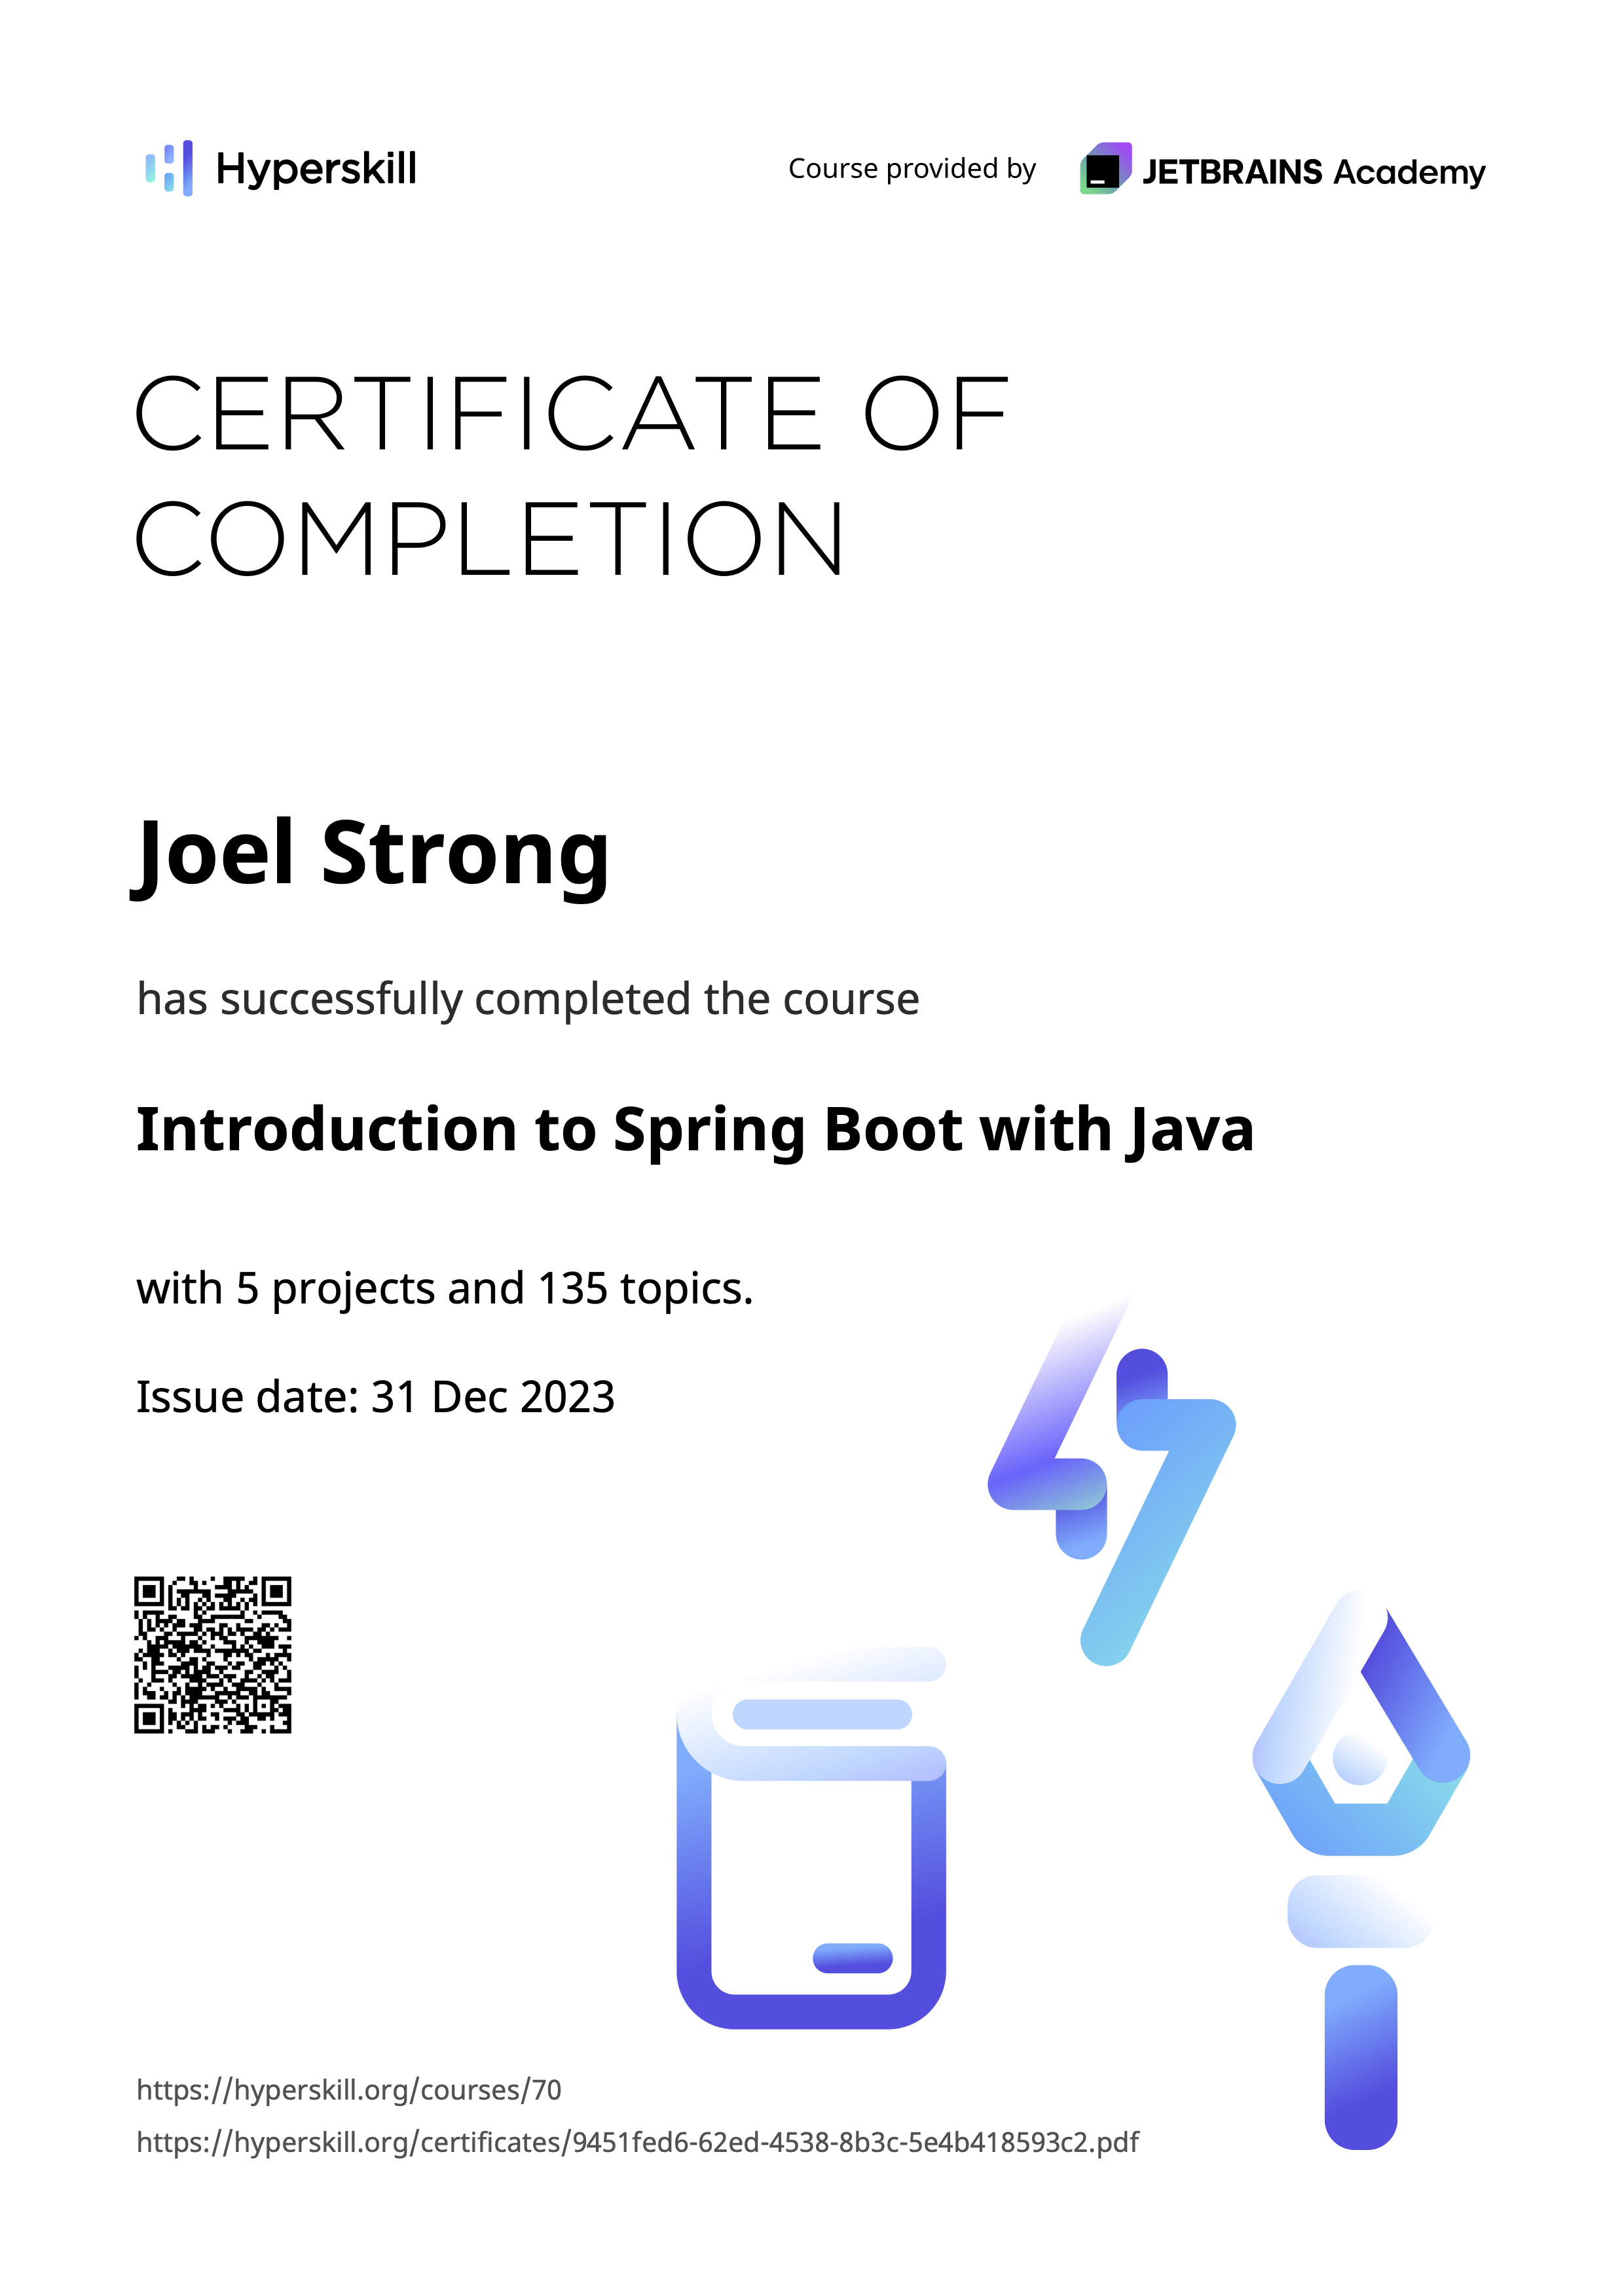 Hyperskill
Course provided by JETBRAINS Academy
CERTIFICATE OF
COMPLETION
Joel Strong
has successfully completed the course
Introduction to Spring Boot with Java
with 5 projects and 135 topics.
Issue date: 31 Dec 2023
https://hyperskill.org/courses/70
https://hyperskill.org/certificates/9451fed6-62ed-4538-8b3c-5e4b418593c2.pdf